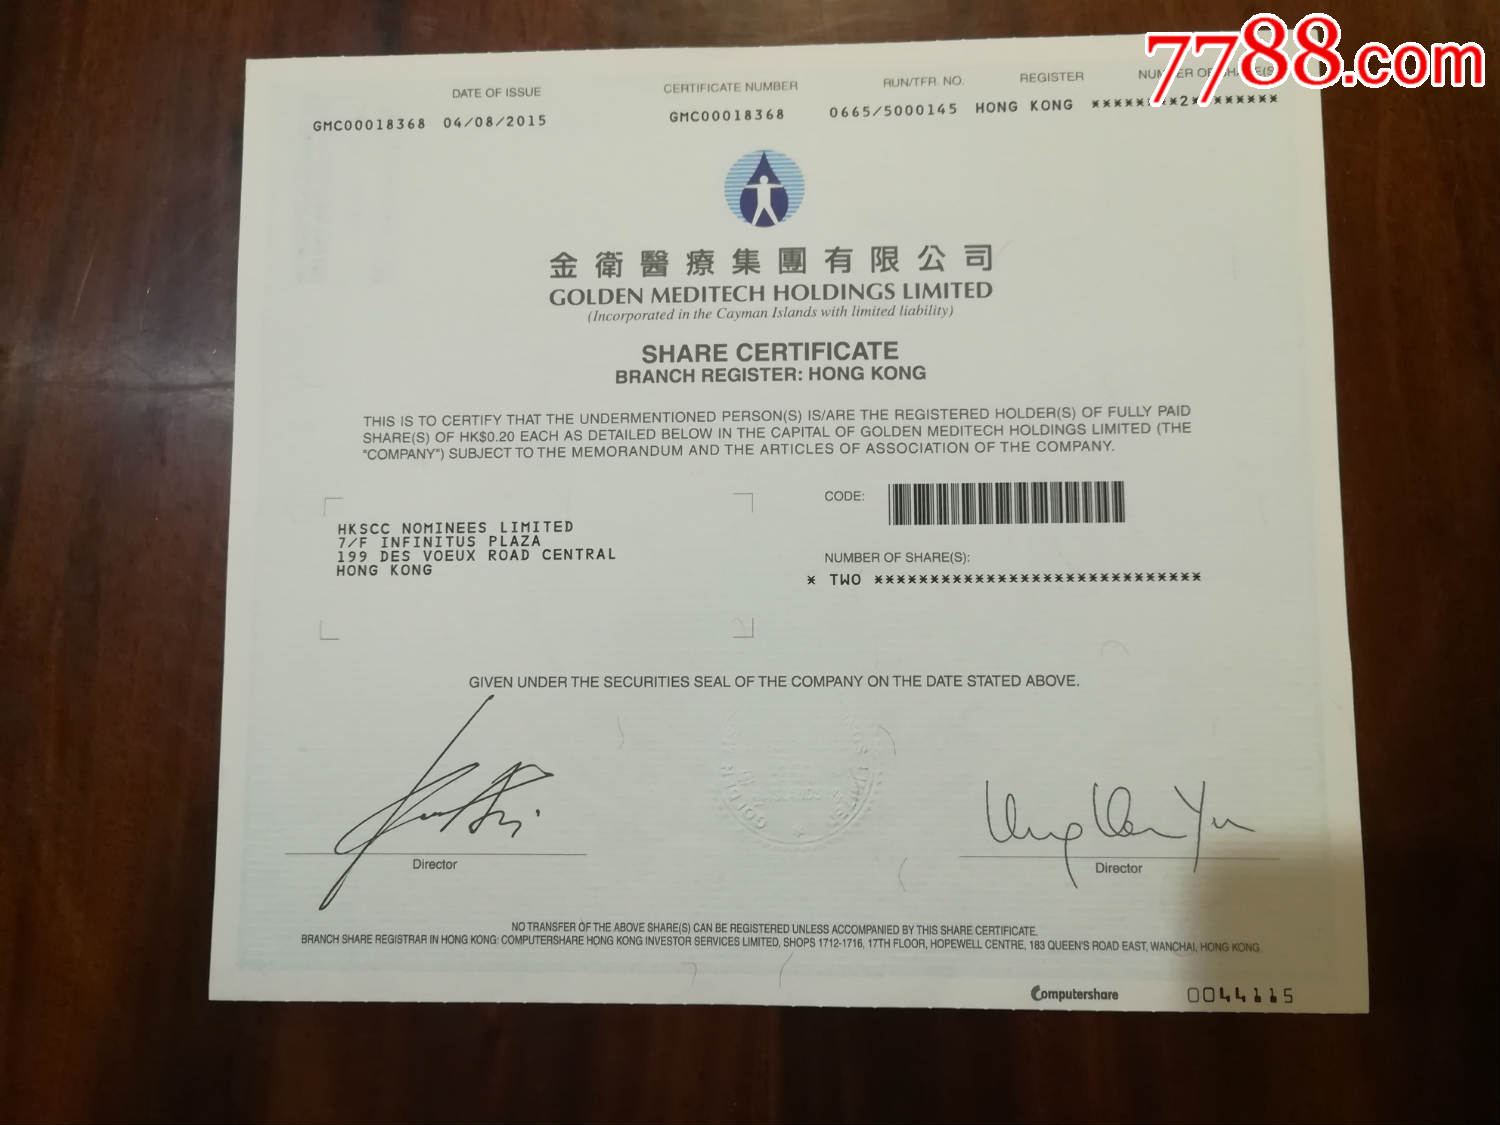 7788.com
DATE OF ISSUE CERTIFICATE NUMBER RUN/TFR. NO. REGISTER NUMBER OF SHARE(S)
GMC00018368 04/08/2015 GMC00018368 0665/5000145 HONG KONG ********2*******
金衛醫療集團有限公司
GOLDEN MEDITECH HOLDINGS LIMITED
(Incorporated in the Cayman Islands with limited liability)
SHARE CERTIFICATE
BRANCH REGISTER: HONG KONG
THIS IS TO CERTIFY THAT THE UNDERMENTIONED PERSON(S) IS/ARE THE REGISTERED HOLDER(S) OF FULLY PAID
SHARE(S) OF HK$0.20 EACH AS DETAILED BELOW IN THE CAPITAL OF GOLDEN MEDITECH HOLDINGS LIMITED (THE
"COMPANY") SUBJECT TO THE MEMORANDUM AND THE ARTICLES OF ASSOCIATION OF THE COMPANY.
HKSCC NOMINEES LIMITED
7/F INFINITUS PLAZA
199 DES VOEUX ROAD CENTRAL
HONG KONG
CODE:
NUMBER OF SHARE(S):
* TWO ******************************
GIVEN UNDER THE SECURITIES SEAL OF THE COMPANY ON THE DATE STATED ABOVE.
Director
Director
NO TRANSFER OF THE ABOVE SHARE(S) CAN BE REGISTERED UNLESS ACCOMPANIED BY THIS SHARE CERTIFICATE.
BRANCH SHARE REGISTRAR IN HONG KONG: COMPUTERSHARE HONG KONG INVESTOR SERVICES LIMITED, SHOPS 1712-1716, 17TH FLOOR, HOPEWELL CENTRE, 183 QUEEN'S ROAD EAST, WANCHAI, HONG KONG.
Computershare 0044115